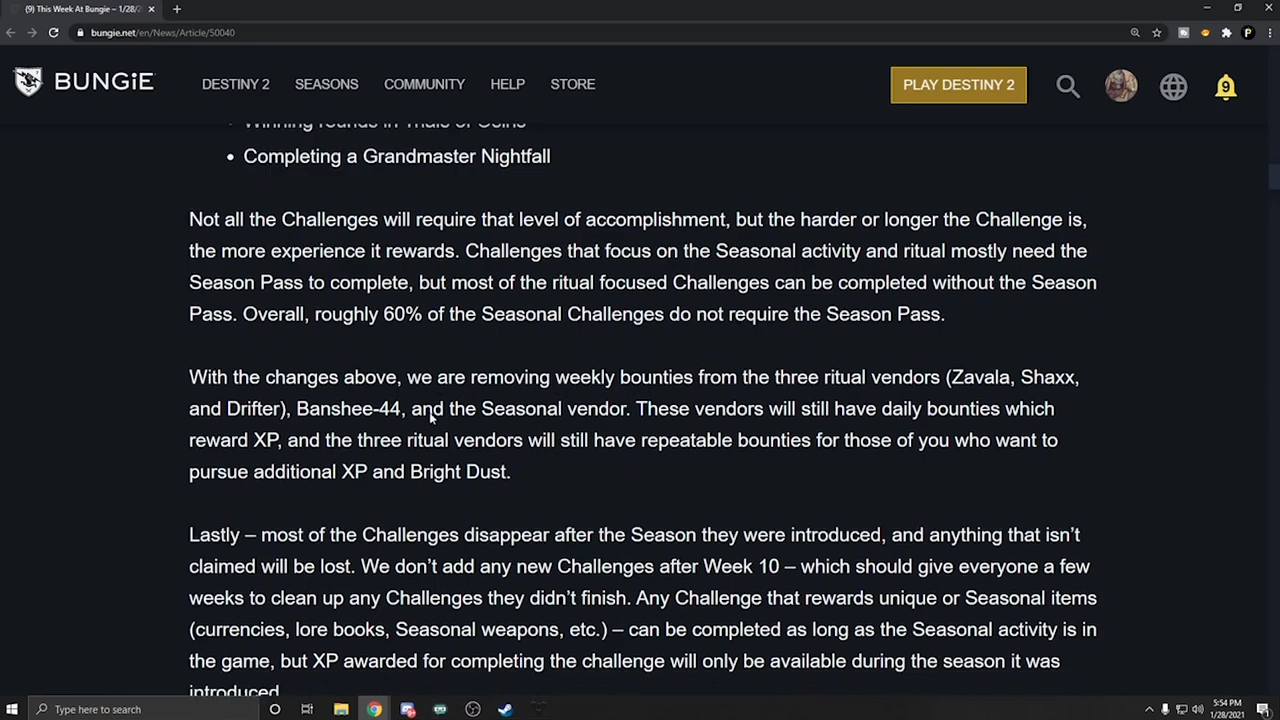 (9) This Week At Bungie – 1/28/2
bungie.net/en/News/Article/50040
BUNGiE
DESTINY 2
SEASONS
COMMUNITY
HELP
STORE
PLAY DESTINY 2
9
• Winning rounds in Trials of Osiris
• Completing a Grandmaster Nightfall
Not all the Challenges will require that level of accomplishment, but the harder or longer the Challenge is,
the more experience it rewards. Challenges that focus on the Seasonal activity and ritual mostly need the
Season Pass to complete, but most of the ritual focused Challenges can be completed without the Season
Pass. Overall, roughly 60% of the Seasonal Challenges do not require the Season Pass.
With the changes above, we are removing weekly bounties from the three ritual vendors (Zavala, Shaxx,
and Drifter), Banshee-44, and the Seasonal vendor. These vendors will still have daily bounties which
reward XP, and the three ritual vendors will still have repeatable bounties for those of you who want to
pursue additional XP and Bright Dust.
Lastly – most of the Challenges disappear after the Season they were introduced, and anything that isn't
claimed will be lost. We don't add any new Challenges after Week 10 – which should give everyone a few
weeks to clean up any Challenges they didn't finish. Any Challenge that rewards unique or Seasonal items
(currencies, lore books, Seasonal weapons, etc.) – can be completed as long as the Seasonal activity is in
the game, but XP awarded for completing the challenge will only be available during the season it was
introduced
Type here to search
5:54 PM
1/28/2021